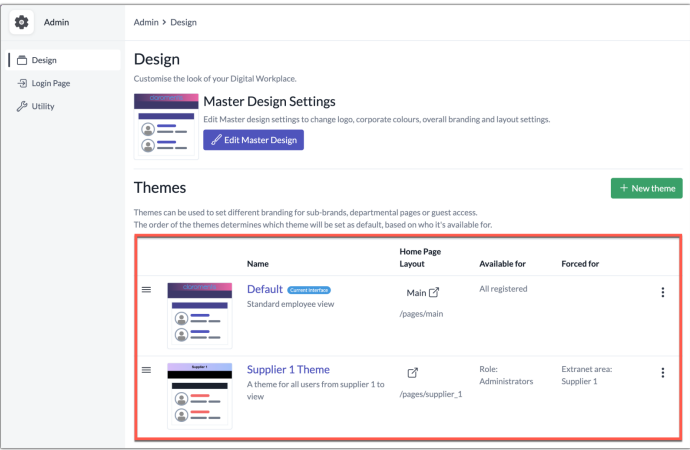 Admin
Admin > Design
Design
Login Page
Utility
Design
Customise the look of your Digital Workplace.
Master Design Settings
Edit Master design settings to change logo, corporate colours, overall branding and layout settings.
Edit Master Design
Themes
+ New theme
Themes can be used to set different branding for sub-brands, departmental pages or guest access.
The order of the themes determines which theme will be set as default, based on who it's available for.
Name
Home Page
Layout
Available for
Forced for
Default Current Interface
Standard employee view
Main
/pages/main
All registered
Supplier 1
Supplier 1 Theme
A theme for all users from supplier 1 to
view
/pages/supplier_1
Role:
Administrators
Extranet area:
Supplier 1